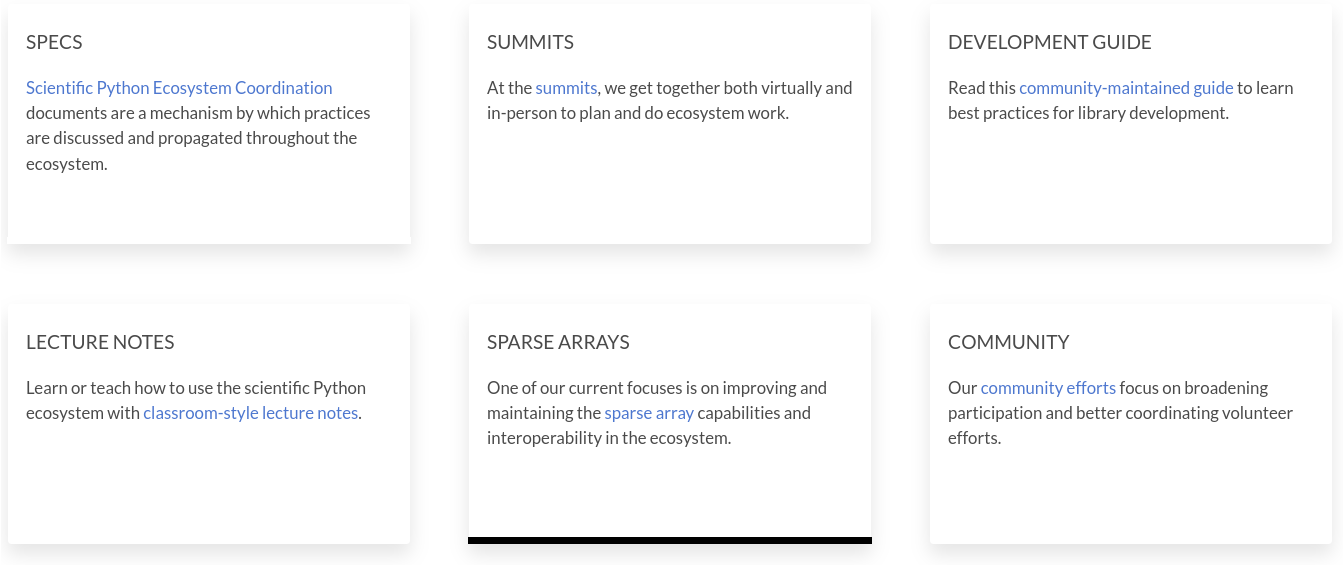 SPECS
Scientific Python Ecosystem Coordination
documents are a mechanism by which practices
are discussed and propagated throughout the
ecosystem.
SUMMITS
At the summits, we get together both virtually and
in-person to plan and do ecosystem work.
DEVELOPMENT GUIDE
Read this community-maintained guide to learn
best practices for library development.
LECTURE NOTES
Learn or teach how to use the scientific Python
ecosystem with classroom-style lecture notes.
SPARSE ARRAYS
One of our current focuses is on improving and
maintaining the sparse array capabilities and
interoperability in the ecosystem.
COMMUNITY
Our community efforts focus on broadening
participation and better coordinating volunteer
efforts.